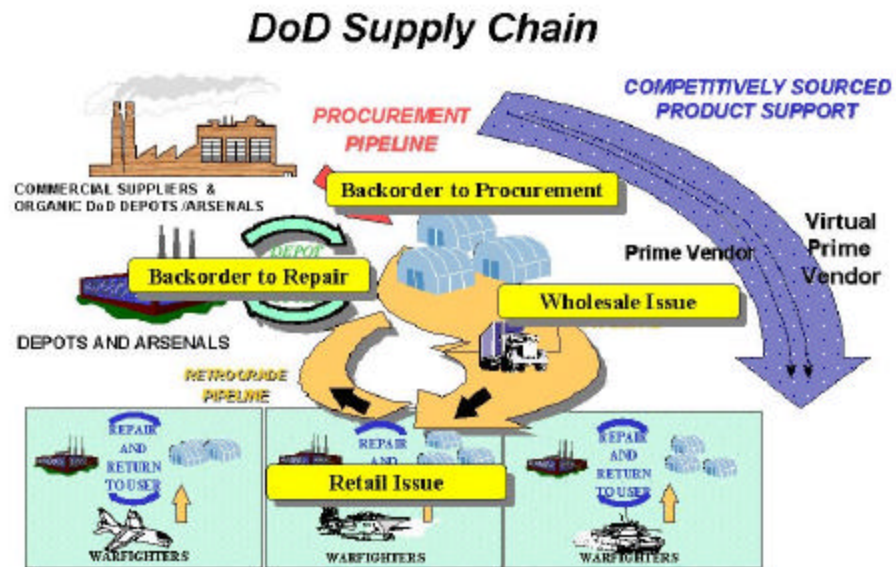 DoD Supply Chain
COMPETITIVELY SOURCED
PRODUCT SUPPORT
PROCUREMENT
PIPELINE
COMMERCIAL SUPPLIERS &
ORGANIC DoD DEPOTS /ARSENALS
Backorder to Procurement
Virtual
Prime
Vendor
Prime Vendor
DEPOT
Backorder to Repair
Wholesale Issue
DEPOTS AND ARSENALS
RETROGRADE
PIPELINE
REPAIR
AND
RETURN
TO USER
WARFIGHTERS
REPAIR
AND
Retail Issue
WARFIGHTERS
REPAIR
AND
RETURN
TO USER
WARFIGHTERS